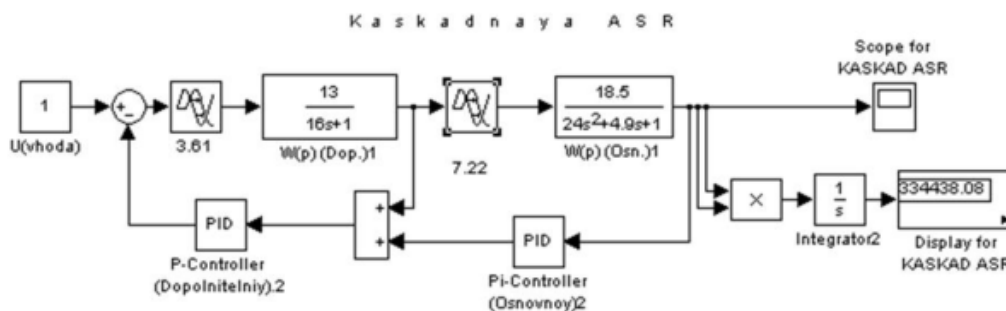 K a s k a d n a y a   A S R
Scope for
KASKAD ASR
1
U(vhoda)
+
−
3.61
13
16s+1
W(p) (Dop.)1
7.22
18.5
24s²+4.9s+1
W(p) (Osn.)1
×
1
s
Integrator2
334438.08
Display for
KASKAD ASR
PID
P-Controller
(Dopolnitelniy).2
+
+
PID
Pi-Controller
(Osnovnoy)2